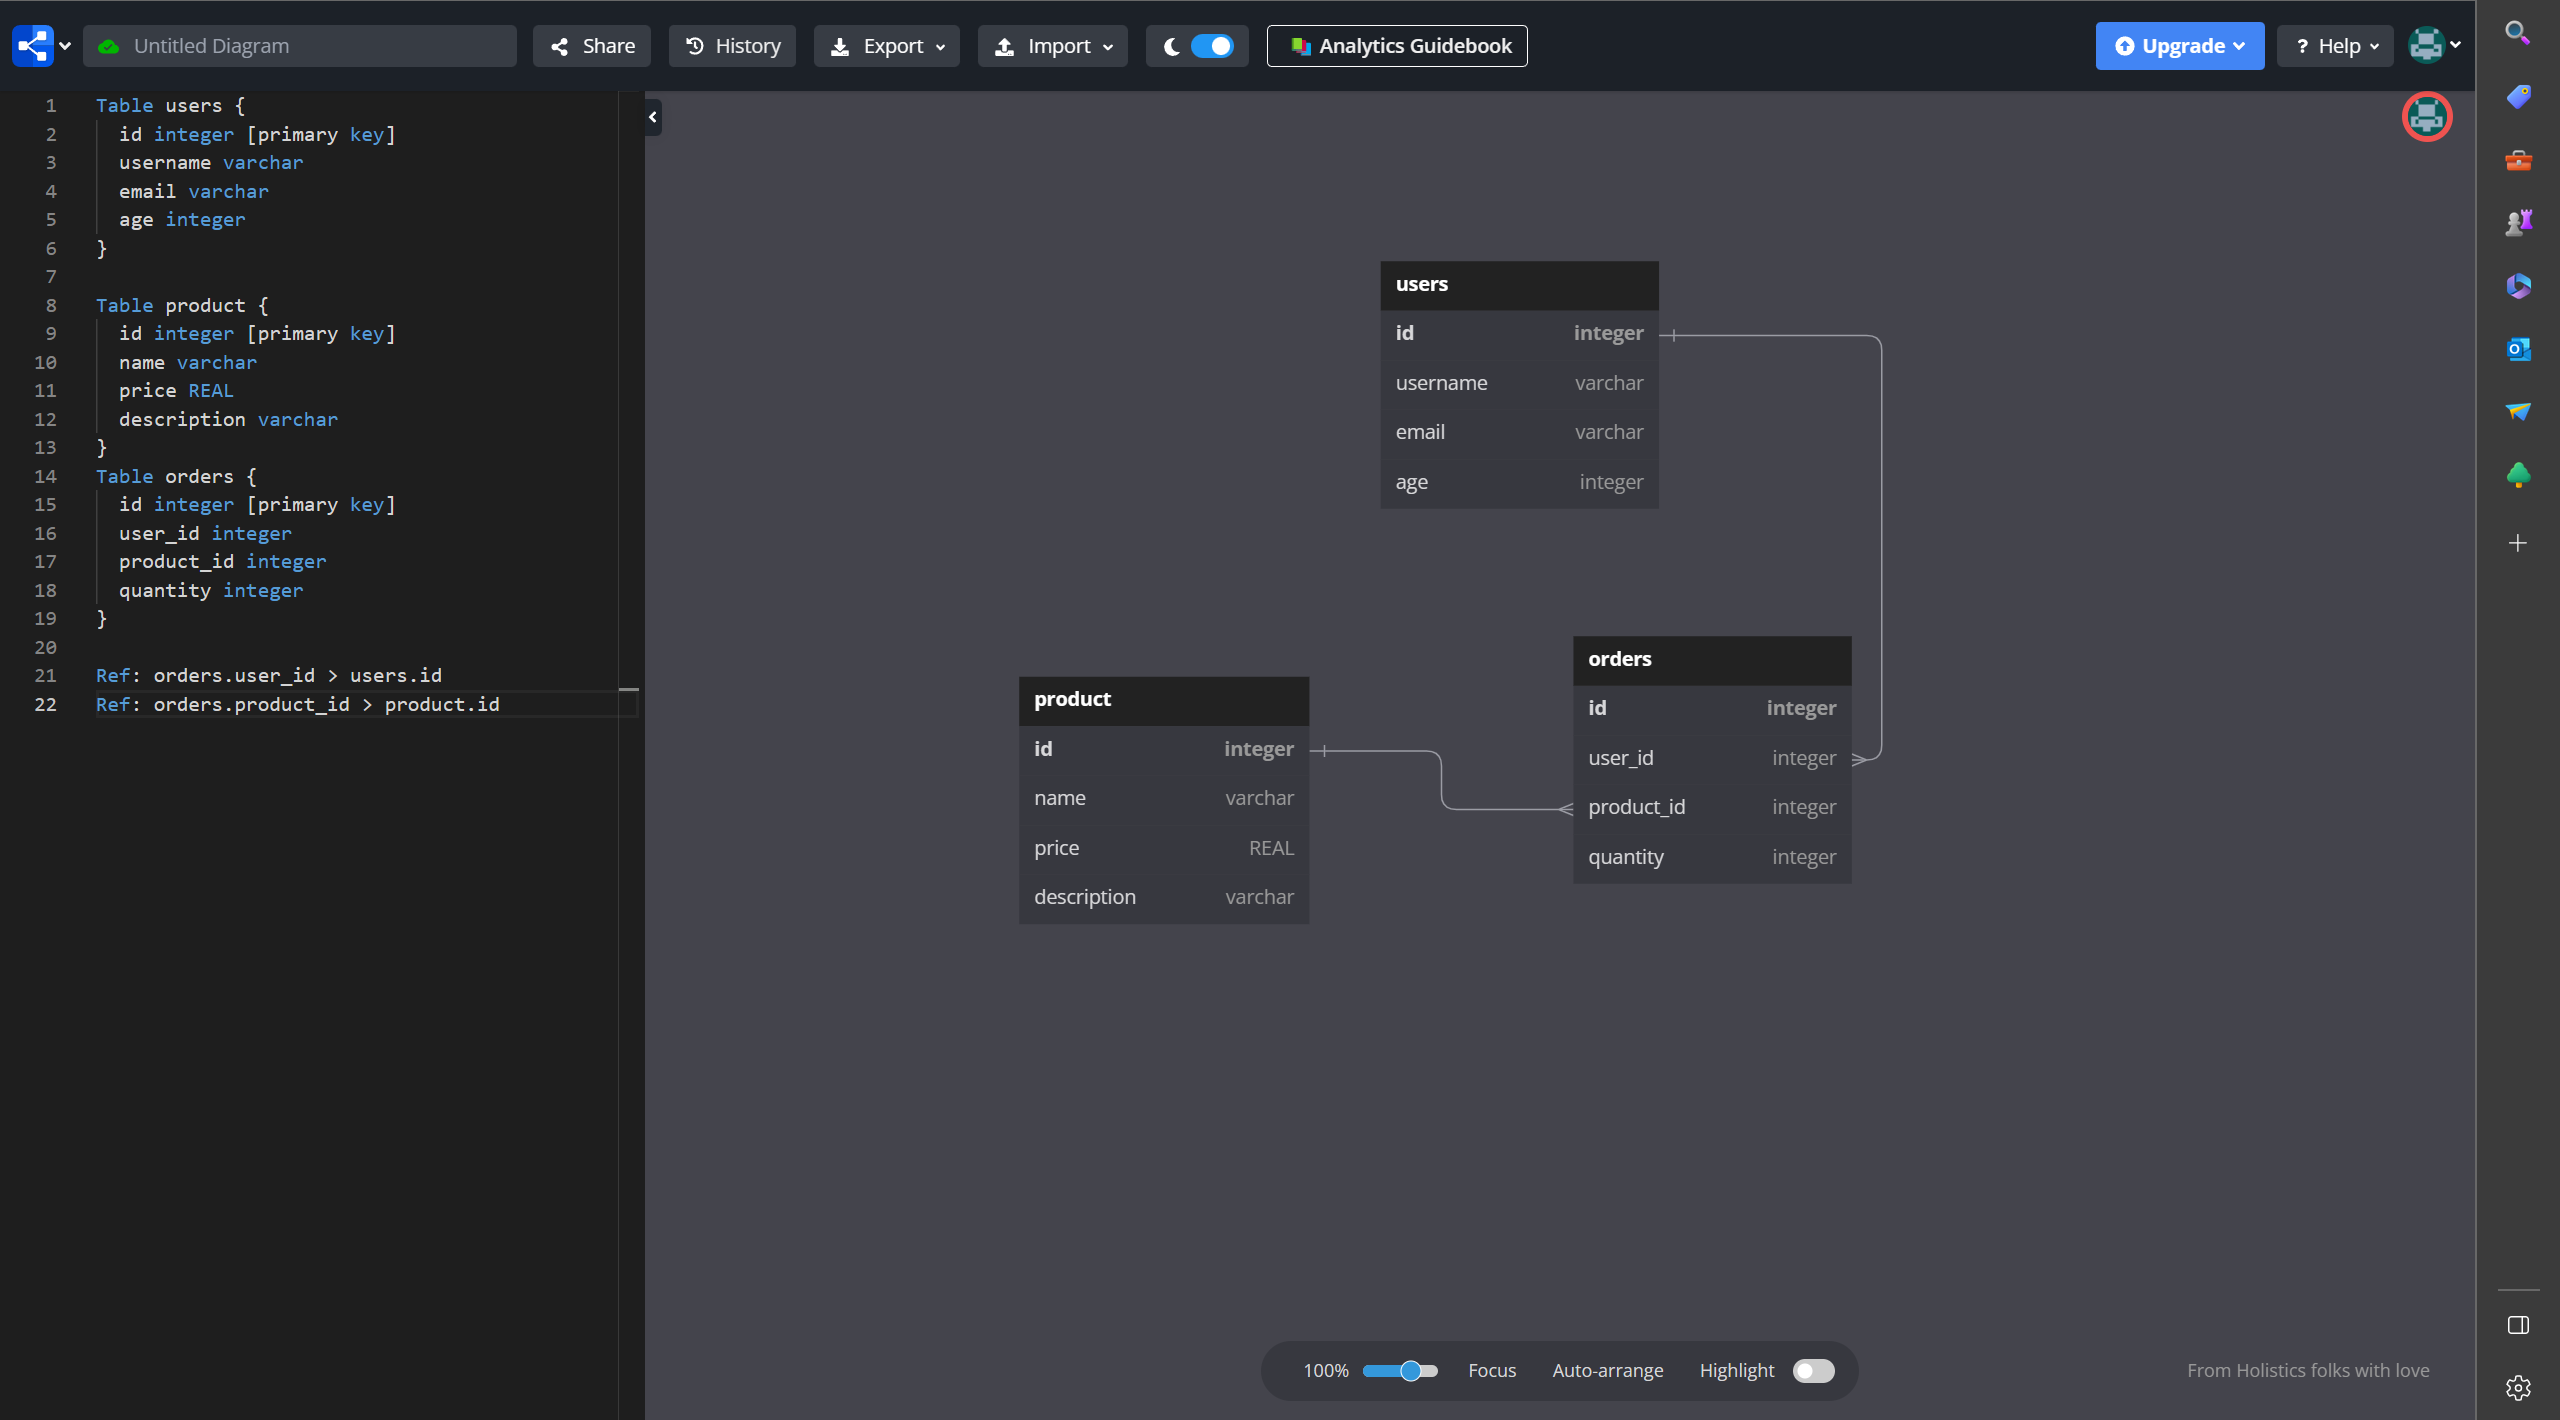 Untitled Diagram
Share
History
Export
Import
Analytics Guidebook
Upgrade
? Help
1 Table users {
2 id integer [primary key]
3 username varchar
4 email varchar
5 age integer
6 }
7
8 Table product {
9 id integer [primary key]
10 name varchar
11 price REAL
12 description varchar
13 }
14 Table orders {
15 id integer [primary key]
16 user_id integer
17 product_id integer
18 quantity integer
19 }
20
21 Ref: orders.user_id > users.id
22 Ref: orders.product_id > product.id
users
id integer
username varchar
email varchar
age integer
product
id integer
name varchar
price REAL
description varchar
orders
id integer
user_id integer
product_id integer
quantity integer
100% Focus Auto-arrange Highlight
From Holistics folks with love